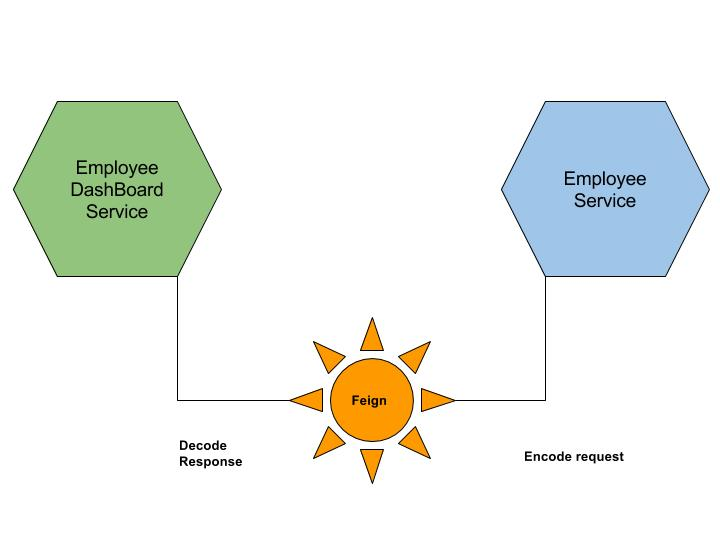 Employee
DashBoard
Service
Employee
Service
Feign
Decode
Response
Encode request